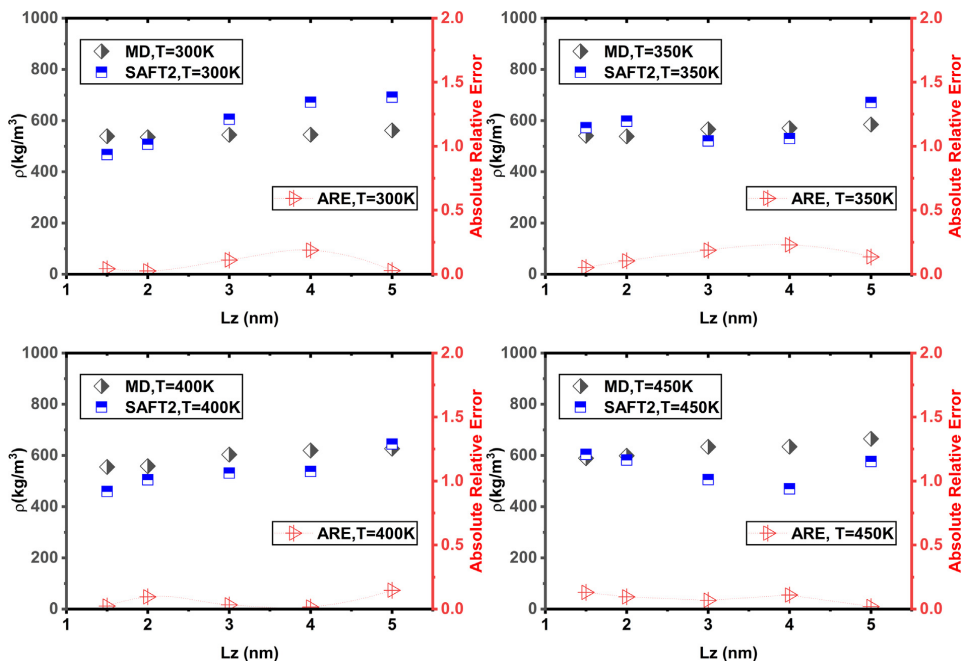 1000
800
600
400
200
0
ρ(kg/m³)
MD,T=300K
SAFT2,T=300K
ARE,T=300K
2.0
1.5
1.0
0.5
0.0
Absolute Relative Error
1 2 3 4 5
Lz (nm)
1000
800
600
400
200
0
ρ(kg/m³)
MD,T=350K
SAFT2,T=350K
ARE, T=350K
2.0
1.5
1.0
0.5
0.0
Absolute Relative Error
1 2 3 4 5
Lz (nm)
1000
800
600
400
200
0
ρ(kg/m³)
MD,T=400K
SAFT2,T=400K
ARE,T=400K
2.0
1.5
1.0
0.5
0.0
Absolute Relative Error
1 2 3 4 5
Lz (nm)
1000
800
600
400
200
0
ρ(kg/m³)
MD,T=450K
SAFT2,T=450K
ARE, T=450K
2.0
1.5
1.0
0.5
0.0
Absolute Relative Error
1 2 3 4 5
Lz (nm)